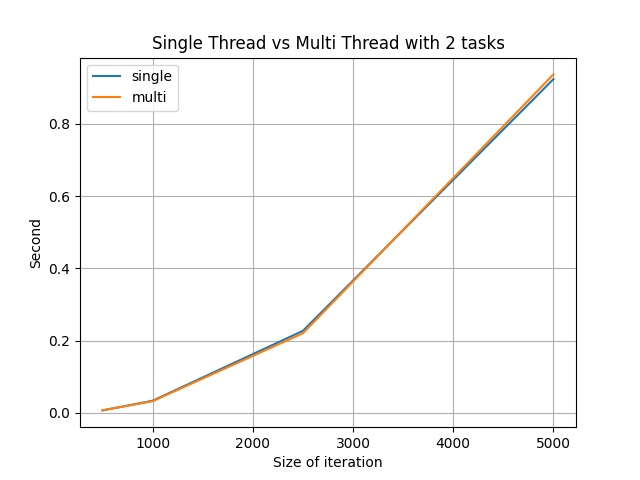 Single Thread vs Multi Thread with 2 tasks
single
multi
0.8
0.6
0.4
0.2
0.0
Second
1000 2000 3000 4000 5000
Size of iteration